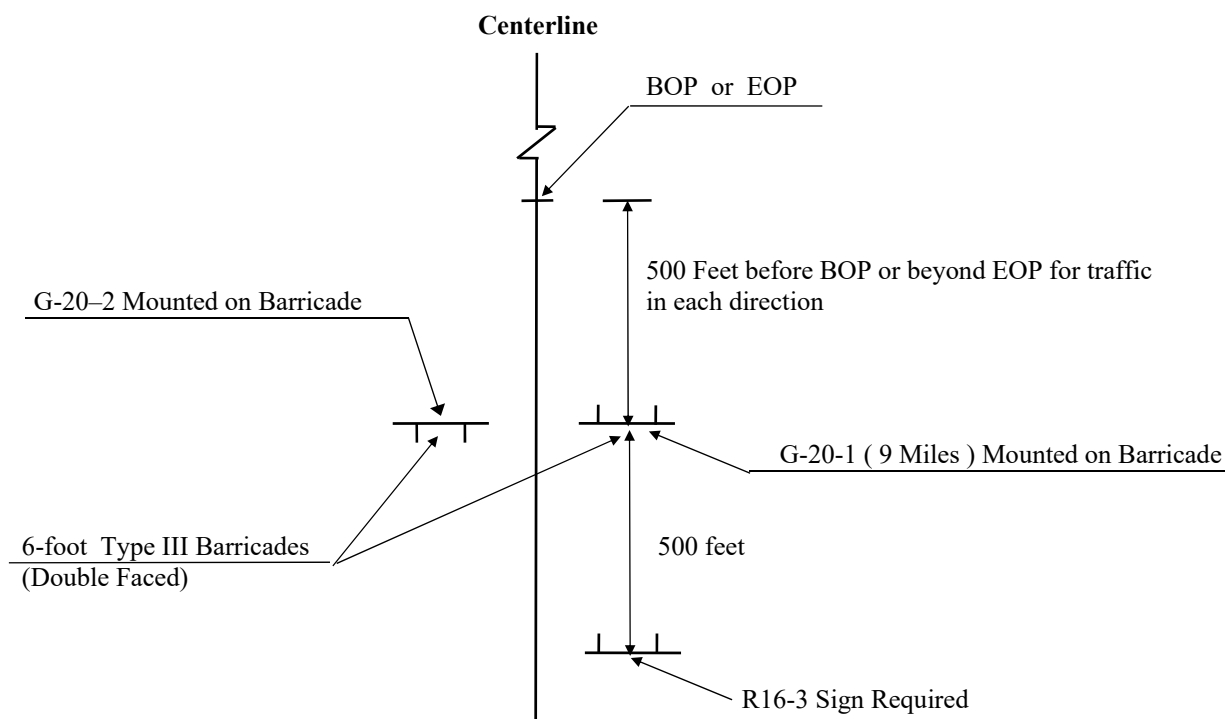 Centerline
BOP or EOP
500 Feet before BOP or beyond EOP for traffic
in each direction
G-20–2 Mounted on Barricade
G-20-1 ( 9 Miles ) Mounted on Barricade
6-foot Type III Barricades
(Double Faced)
500 feet
R16-3 Sign Required